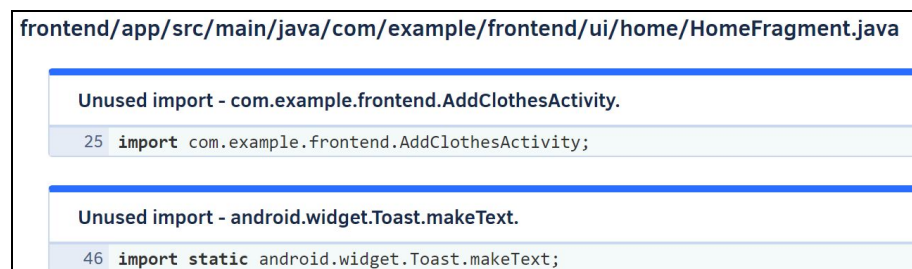 frontend/app/src/main/java/com/example/frontend/ui/home/HomeFragment.java
Unused import - com.example.frontend.AddClothesActivity.
25 import com.example.frontend.AddClothesActivity;
Unused import - android.widget.Toast.makeText.
46 import static android.widget.Toast.makeText;